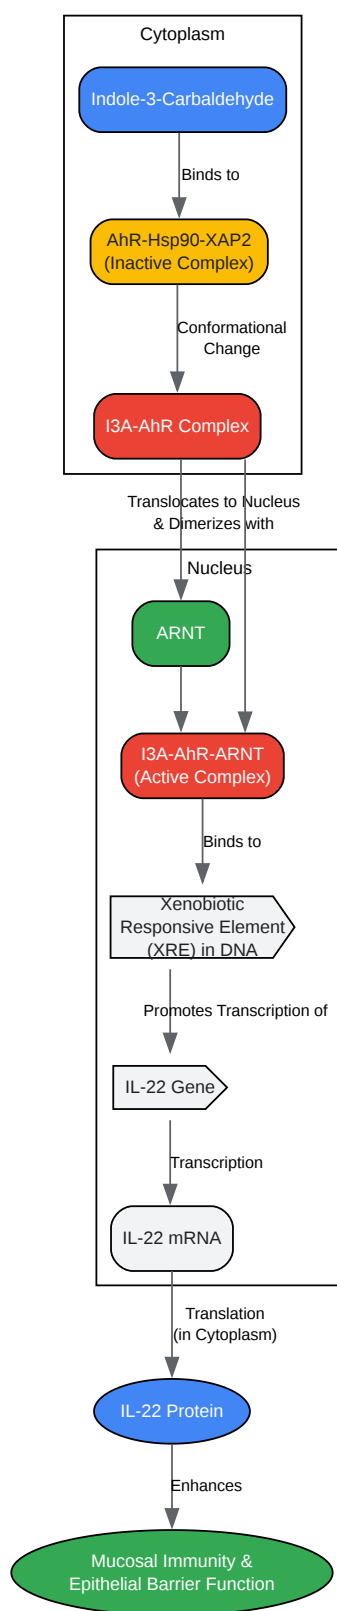 Cytoplasm
Indole-3-Carbaldehyde
Binds to
AhR-Hsp90-XAP2
(Inactive Complex)
Conformational
Change
I3A-AhR Complex
Translocates to Nucleus
& Dimerizes with
Nucleus
ARNT
I3A-AhR-ARNT
(Active Complex)
Binds to
Xenobiotic
Responsive Element
(XRE) in DNA
Promotes Transcription of
IL-22 Gene
Transcription
IL-22 mRNA
Translation
(in Cytoplasm)
IL-22 Protein
Enhances
Mucosal Immunity &
Epithelial Barrier Function